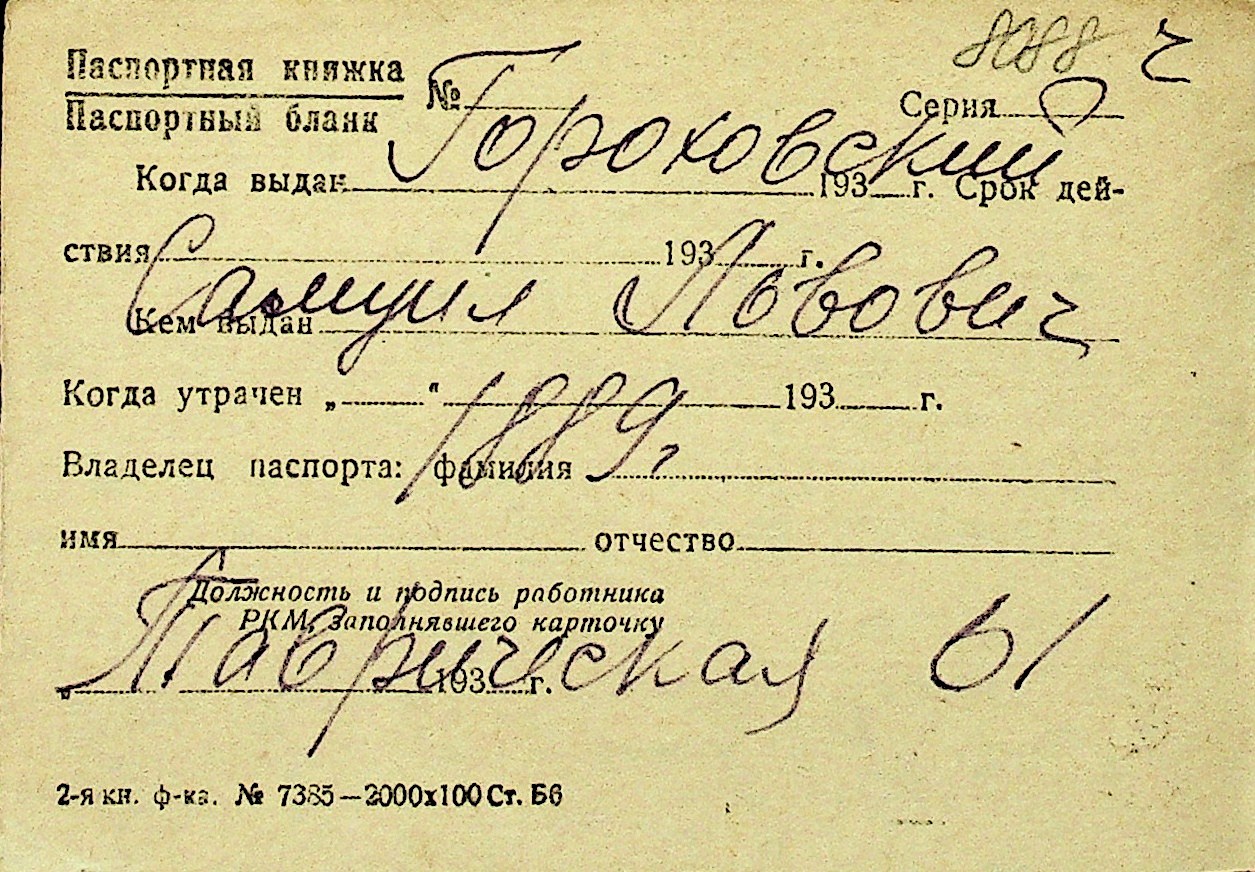 8088 ч
Паспортная книжка
Паспортный бланк
№ Серия
Гороховский
Когда выдан 193 г. Срок дей-
ствия 193 г.
Самуил Львович
Кем выдан
Когда утрачен „ “ 193 г.
1889 г
Владелец паспорта: фамилия
имя отчество
Должность и подпись работника
РКМ, заполнявшего карточку
Таврическая 61
„ 193 г.
2-я кн. ф-ка. № 7385—2000х100 Ст. Б6